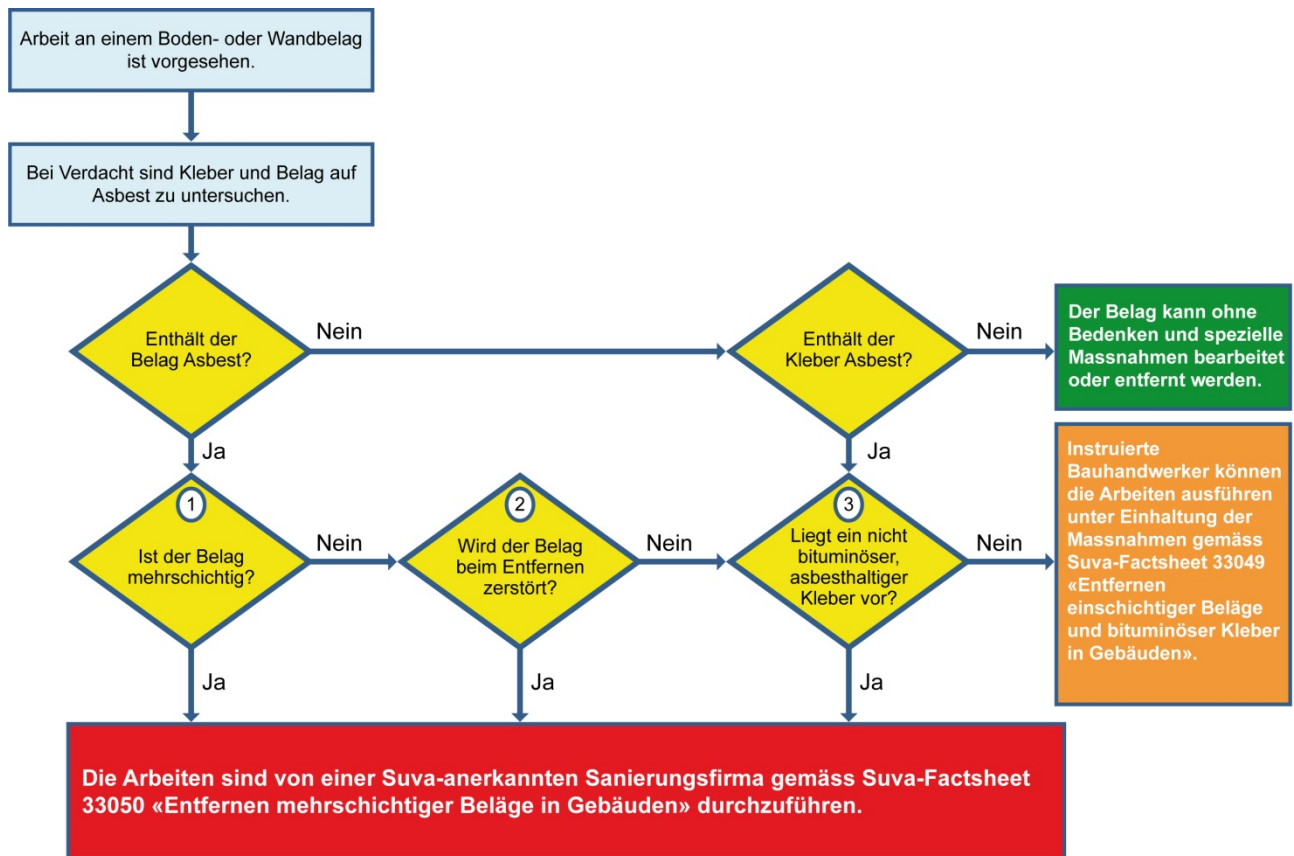 Arbeit an einem Boden- oder Wandbelag
ist vorgesehen.
Bei Verdacht sind Kleber und Belag auf
Asbest zu untersuchen.
Enthält der
Belag Asbest?
Nein
Enthält der
Kleber Asbest?
Nein
Der Belag kann ohne
Bedenken und spezielle
Massnahmen bearbeitet
oder entfernt werden.
Ja
Ja
1
Ist der Belag
mehrschichtig?
Nein
2
Wird der Belag
beim Entfernen
zerstört?
Nein
3
Liegt ein nicht
bituminöser,
asbesthaltiger
Kleber vor?
Nein
Instruierte
Bauhandwerker können
die Arbeiten ausführen
unter Einhaltung der
Massnahmen gemäss
Suva-Factsheet 33049
«Entfernen
einschichtiger Beläge
und bituminöser Kleber
in Gebäuden».
Ja
Ja
Ja
Die Arbeiten sind von einer Suva-anerkannten Sanierungsfirma gemäss Suva-Factsheet
33050 «Entfernen mehrschichtiger Beläge in Gebäuden» durchzuführen.